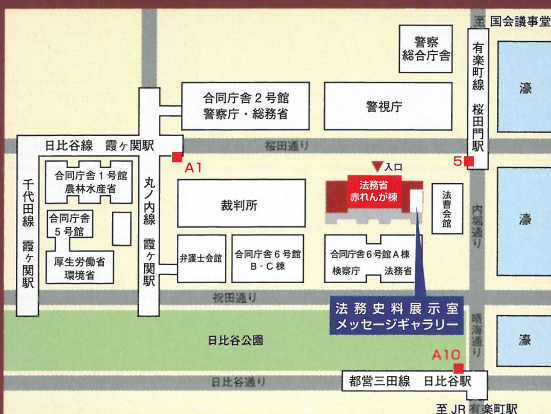 至 国会議事堂
警察
総合庁舎
有楽町線 桜田門駅
濠
合同庁舎2号館
警察庁・総務省
警視庁
日比谷線 霞ヶ関駅
桜田通り
A1
5
入口
合同庁舎1号館
農林水産省
千代田線 霞ヶ関駅
丸ノ内線 霞ヶ関駅
裁判所
法務省
赤れんが棟
法曹会館
内堀通り
濠
合同庁舎
5号館
厚生労働省
環境省
弁護士会館
合同庁舎6号館
B・C棟
合同庁舎6号館A棟
検察庁 法務省
祝田通り
法務史料展示室
メッセージギャラリー
晴海通り
濠
日比谷公園
A10
日比谷通り
都営三田線 日比谷駅
至JR有楽町駅